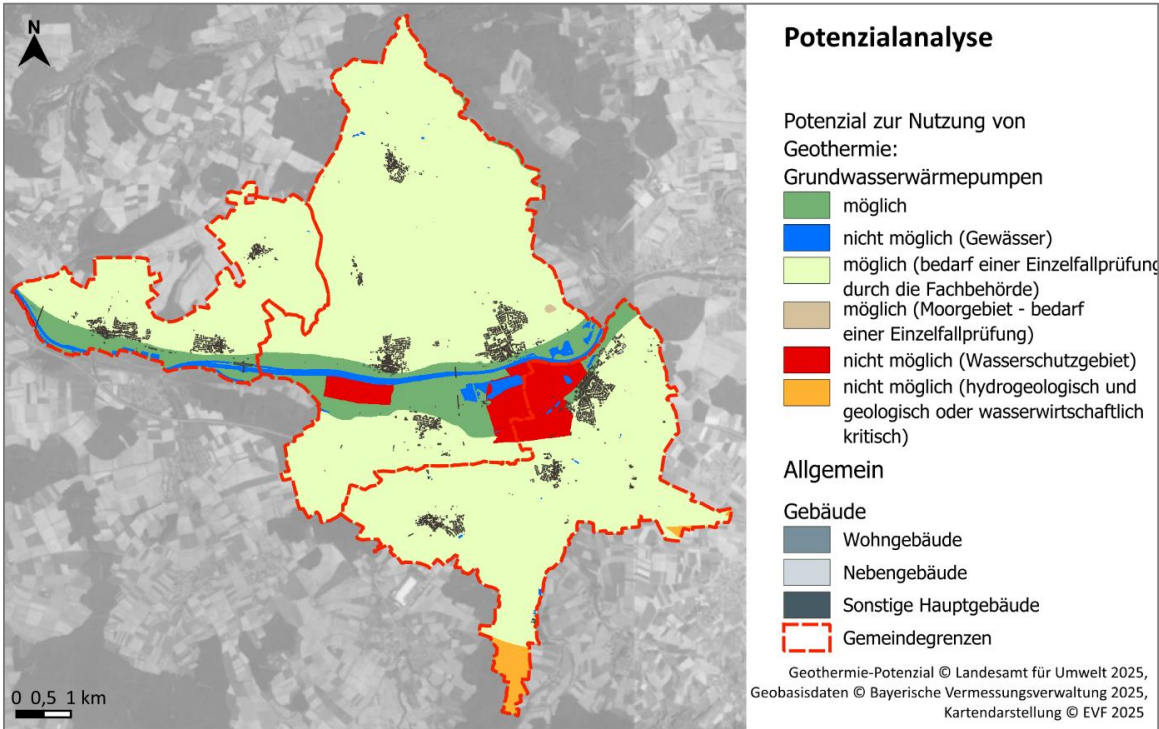 N
0 0,5 1 km
Potenzialanalyse
Potenzial zur Nutzung von
Geothermie:
Grundwasserwärmepumpen
möglich
nicht möglich (Gewässer)
möglich (bedarf einer Einzelfallprüfung
durch die Fachbehörde)
möglich (Moorgebiet - bedarf
einer Einzelfallprüfung)
nicht möglich (Wasserschutzgebiet)
nicht möglich (hydrogeologisch und
geologisch oder wasserwirtschaftlich
kritisch)
Allgemein
Gebäude
Wohngebäude
Nebengebäude
Sonstige Hauptgebäude
Gemeindegrenzen
Geothermie-Potenzial © Landesamt für Umwelt 2025,
Geobasisdaten © Bayerische Vermessungsverwaltung 2025,
Kartendarstellung © EVF 2025